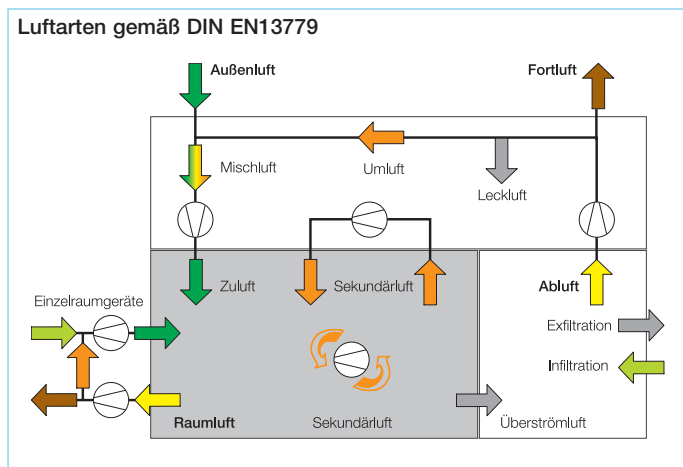 Luftarten gemäß DIN EN13779
Außenluft
Fortluft
Mischluft
Umluft
Leckluft
Zuluft
Sekundärluft
Abluft
Einzelraumgeräte
Exfiltration
Infiltration
Raumluft
Sekundärluft
Überströmluft